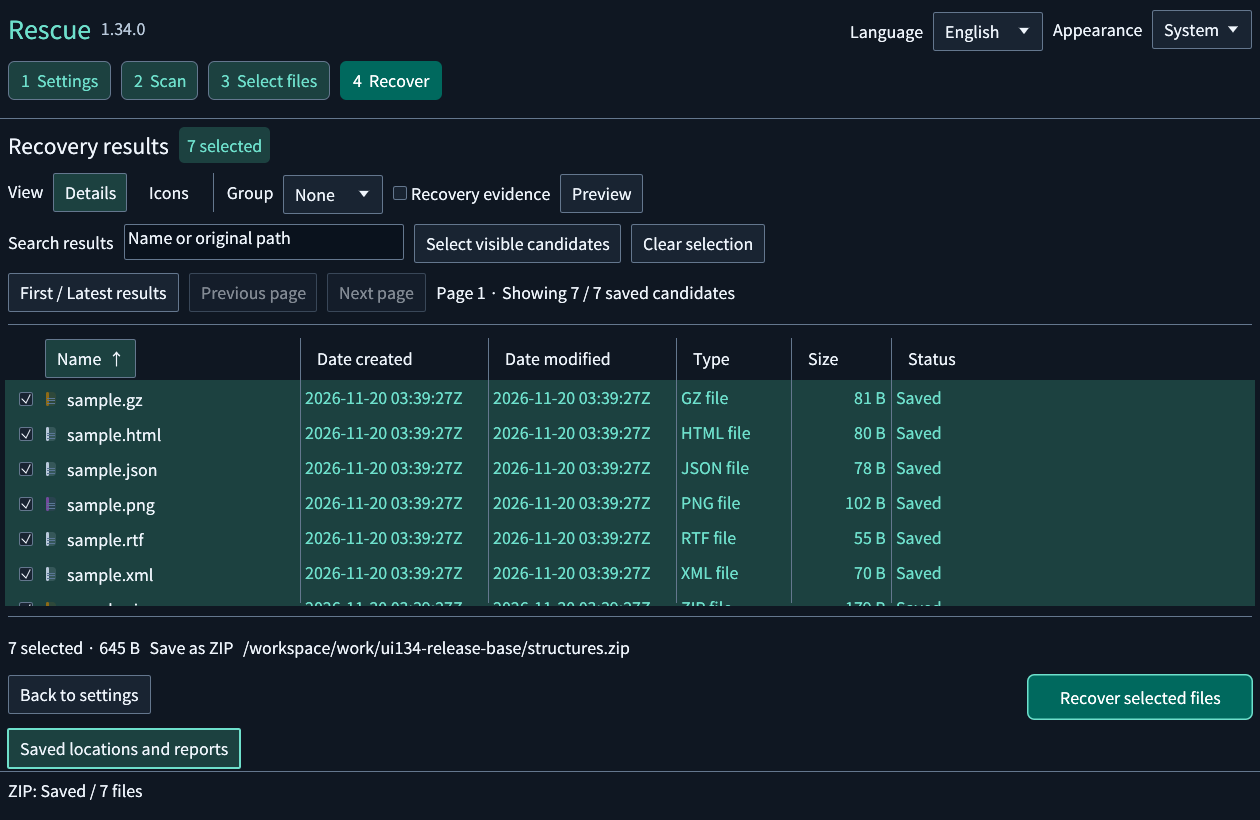 Rescue 1.34.0 Language English Appearance System
1 Settings 2 Scan 3 Select files 4 Recover
Recovery results 7 selected
View Details Icons Group None Recovery evidence Preview
Search results Name or original path Select visible candidates Clear selection
First / Latest results Previous page Next page Page 1 · Showing 7 / 7 saved candidates
Name ↑ Date created Date modified Type Size Status
sample.gz 2026-11-20 03:39:27Z 2026-11-20 03:39:27Z GZ file 81 B Saved
sample.html 2026-11-20 03:39:27Z 2026-11-20 03:39:27Z HTML file 80 B Saved
sample.json 2026-11-20 03:39:27Z 2026-11-20 03:39:27Z JSON file 78 B Saved
sample.png 2026-11-20 03:39:27Z 2026-11-20 03:39:27Z PNG file 102 B Saved
sample.rtf 2026-11-20 03:39:27Z 2026-11-20 03:39:27Z RTF file 55 B Saved
sample.xml 2026-11-20 03:39:27Z 2026-11-20 03:39:27Z XML file 70 B Saved
7 selected · 645 B Save as ZIP /workspace/work/ui134-release-base/structures.zip
Back to settings Recover selected files
Saved locations and reports
ZIP: Saved / 7 files